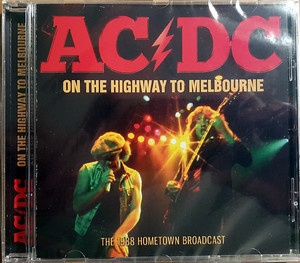 AC⚡DC
ON THE HIGHWAY TO MELBOURNE
THE 1988 HOMETOWN BROADCAST
AC⚡DC ON THE HIGHWAY TO MELBOURNE